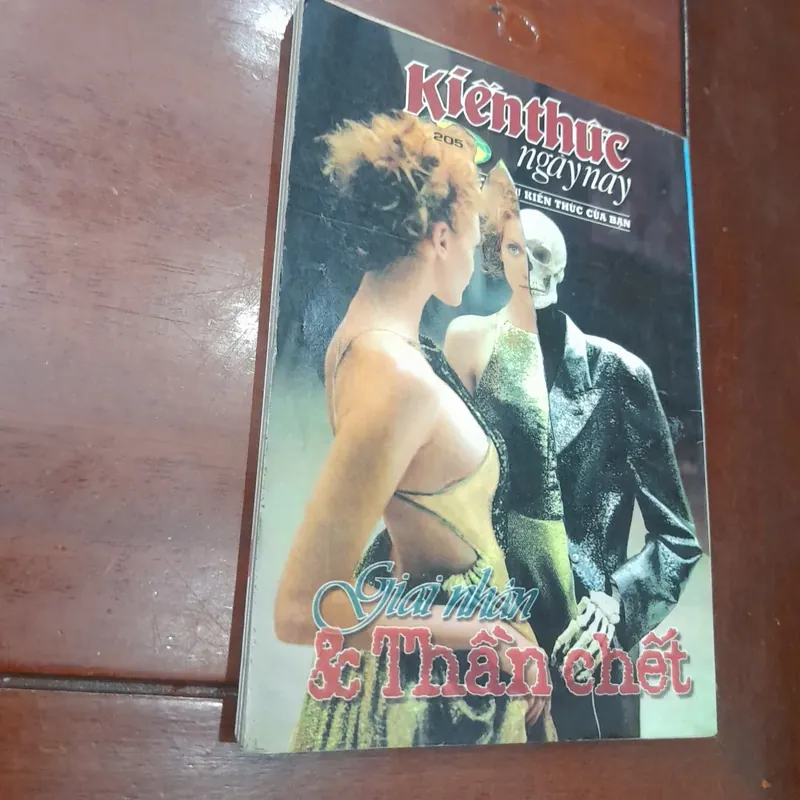 Kiến thức
205
ngày nay
KIẾN THỨC CỦA BẠN
Giai nhân
& Thần chết